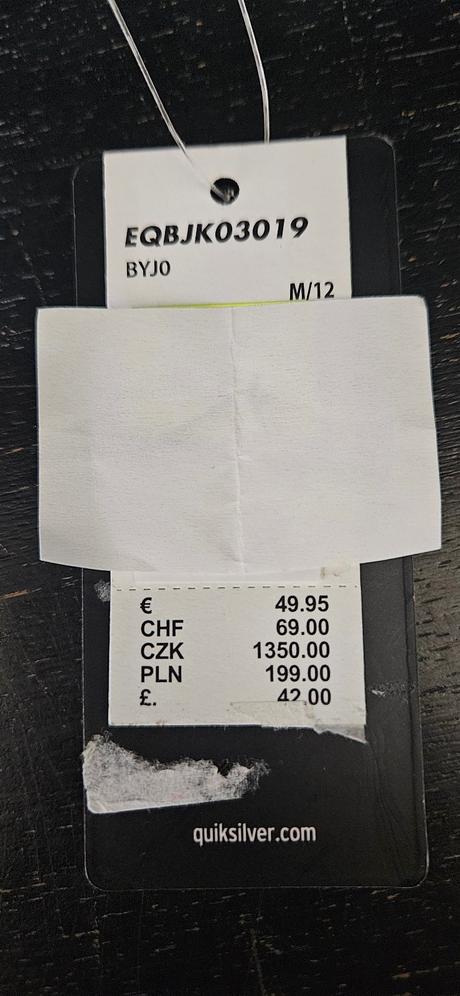 EQBJK03019
BYJ0
M/12
€ 49.95
CHF 69.00
CZK 1350.00
PLN 199.00
£. 42.00
quiksilver.com